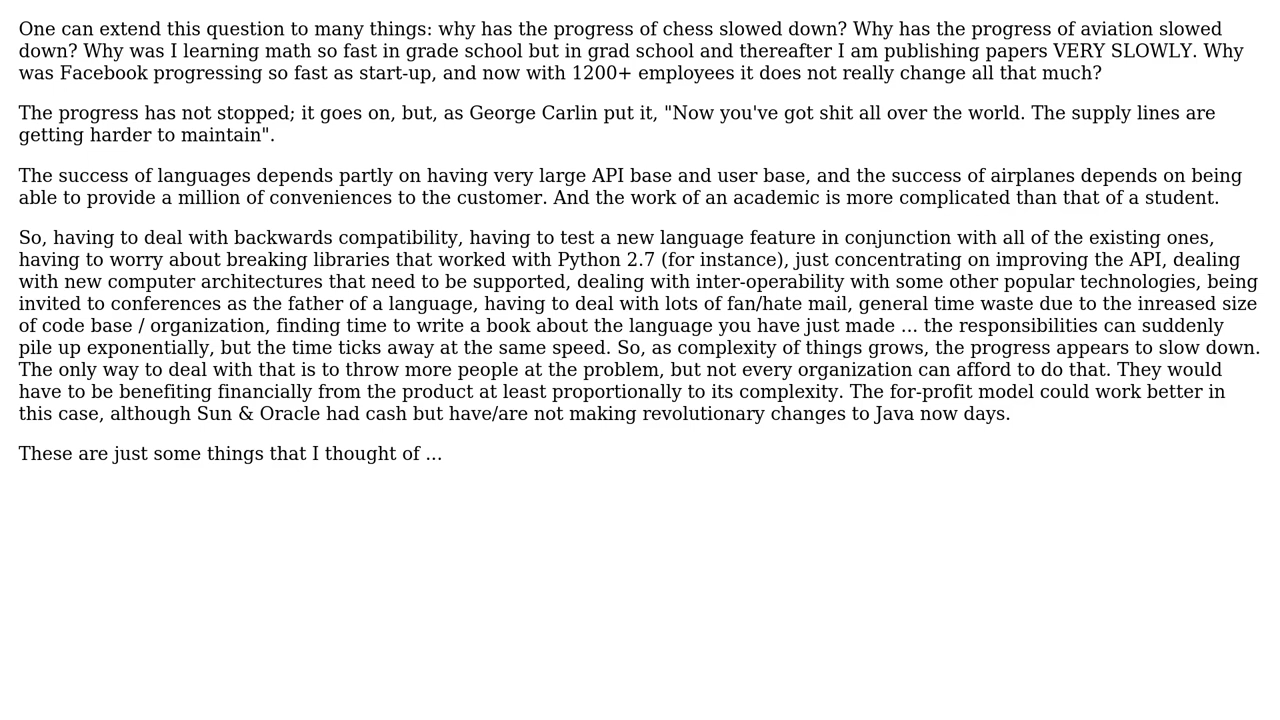 One can extend this question to many things: why has the progress of chess slowed down? Why has the progress of aviation slowed
down? Why was I learning math so fast in grade school but in grad school and thereafter I am publishing papers VERY SLOWLY. Why
was Facebook progressing so fast as start-up, and now with 1200+ employees it does not really change all that much?
The progress has not stopped; it goes on, but, as George Carlin put it, "Now you've got shit all over the world. The supply lines are
getting harder to maintain".
The success of languages depends partly on having very large API base and user base, and the success of airplanes depends on being
able to provide a million of conveniences to the customer. And the work of an academic is more complicated than that of a student.
So, having to deal with backwards compatibility, having to test a new language feature in conjunction with all of the existing ones,
having to worry about breaking libraries that worked with Python 2.7 (for instance), just concentrating on improving the API, dealing
with new computer architectures that need to be supported, dealing with inter-operability with some other popular technologies, being
invited to conferences as the father of a language, having to deal with lots of fan/hate mail, general time waste due to the inreased size
of code base / organization, finding time to write a book about the language you have just made ... the responsibilities can suddenly
pile up exponentially, but the time ticks away at the same speed. So, as complexity of things grows, the progress appears to slow down.
The only way to deal with that is to throw more people at the problem, but not every organization can afford to do that. They would
have to be benefiting financially from the product at least proportionally to its complexity. The for-profit model could work better in
this case, although Sun & Oracle had cash but have/are not making revolutionary changes to Java now days.
These are just some things that I thought of ...